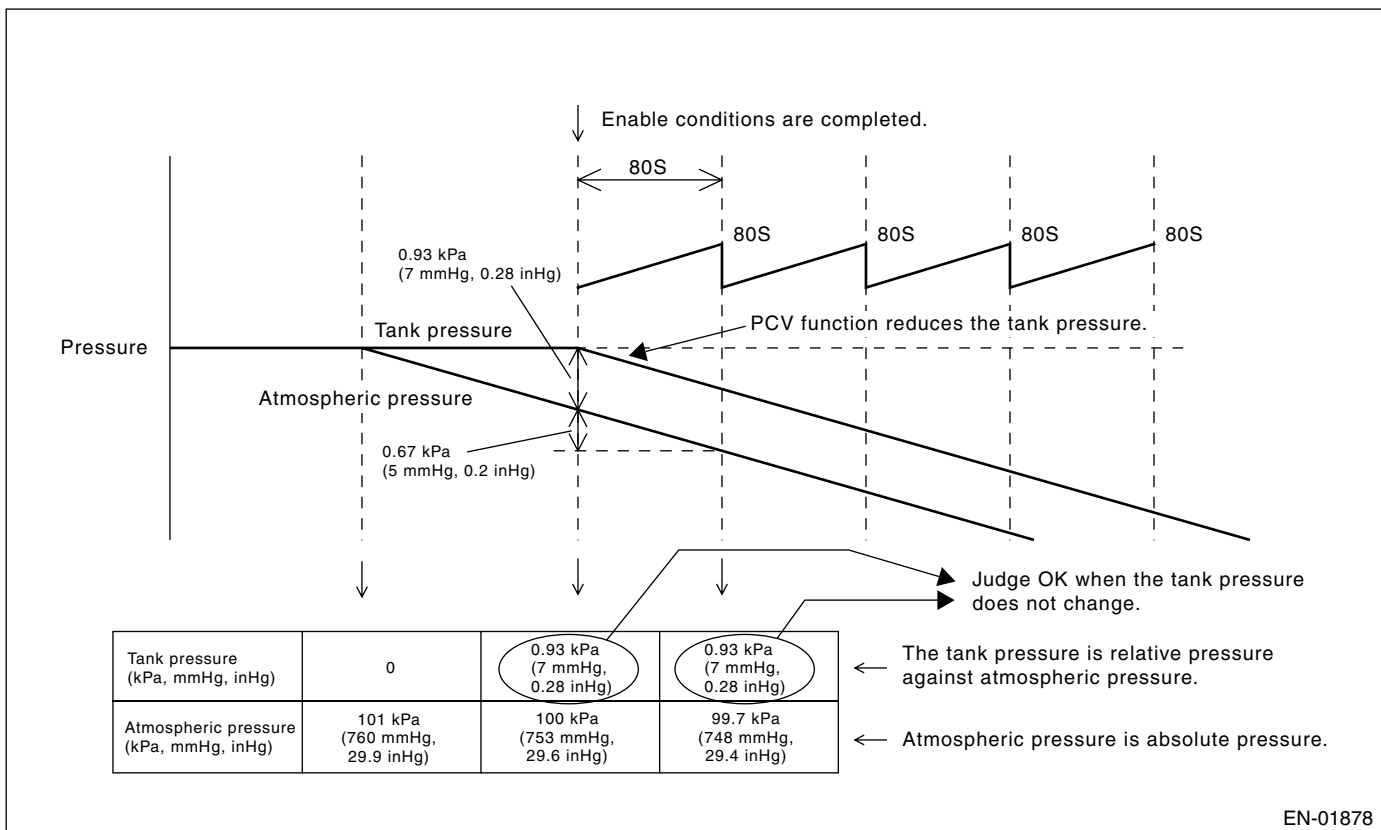 Enable conditions are completed.
80S
80S
80S
80S
80S
0.93 kPa
(7 mmHg, 0.28 inHg)
Tank pressure
PCV function reduces the tank pressure.
Pressure
Atmospheric pressure
0.67 kPa
(5 mmHg, 0.2 inHg)
Judge OK when the tank pressure
does not change.
Tank pressure
(kPa, mmHg, inHg)
0
0.93 kPa
(7 mmHg,
0.28 inHg)
0.93 kPa
(7 mmHg,
0.28 inHg)
The tank pressure is relative pressure
against atmospheric pressure.
Atmospheric pressure
(kPa, mmHg, inHg)
101 kPa
(760 mmHg,
29.9 inHg)
100 kPa
(753 mmHg,
29.6 inHg)
99.7 kPa
(748 mmHg,
29.4 inHg)
Atmospheric pressure is absolute pressure.
EN-01878